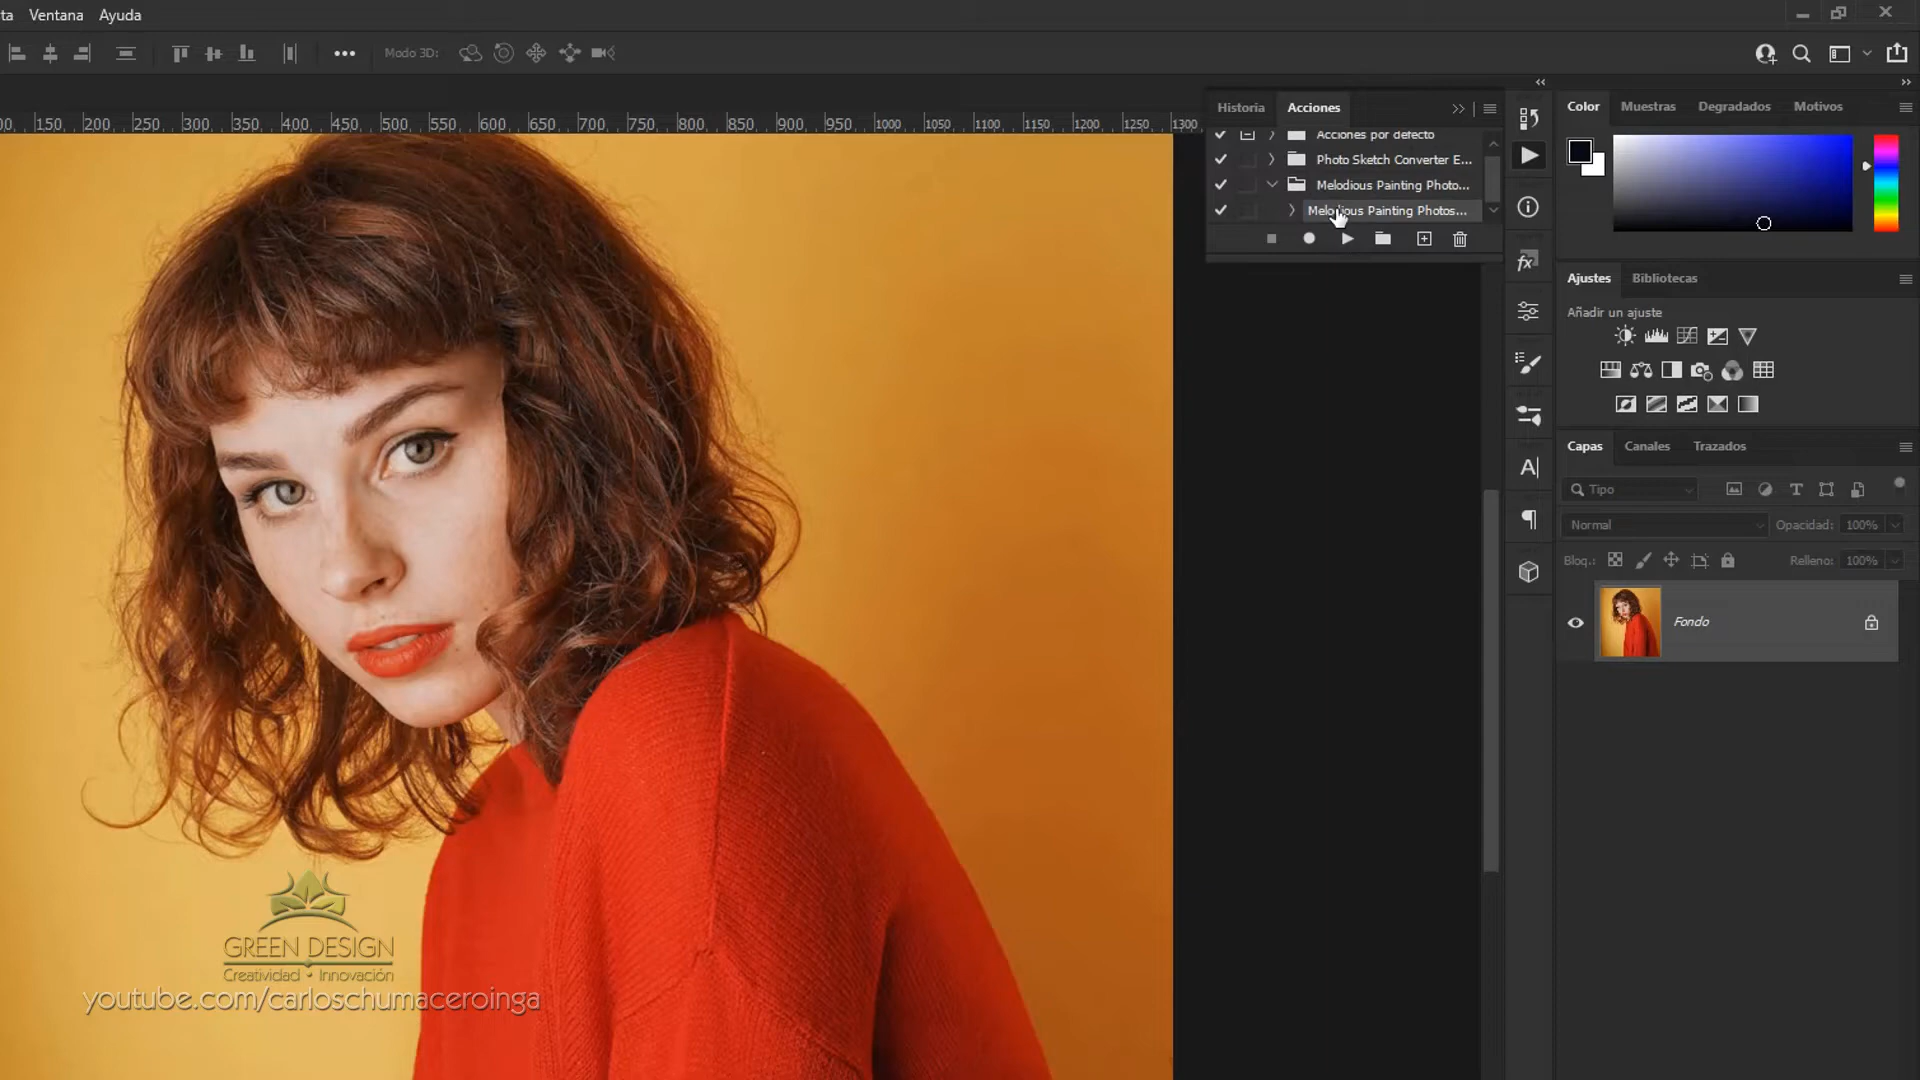 ta Ventana Ayuda
Modo 3D:
150 200 250 300 350 400 450 500 550 600 650 700 750 800 850 900 950 1000 1050 1100 1150 1200 1250 1300
Historia Acciones
Acciones por defecto
Photo Sketch Converter E...
Melodious Painting Photo...
Melodious Painting Photos...
Color Muestras Degradados Motivos
Ajustes Bibliotecas
Añadir un ajuste
Capas Canales Trazados
Tipo
Normal Opacidad: 100%
Bloq.: Relleno: 100%
Fondo
GREEN DESIGN
Creatividad • Innovación
youtube.com/carloschumaceroinga